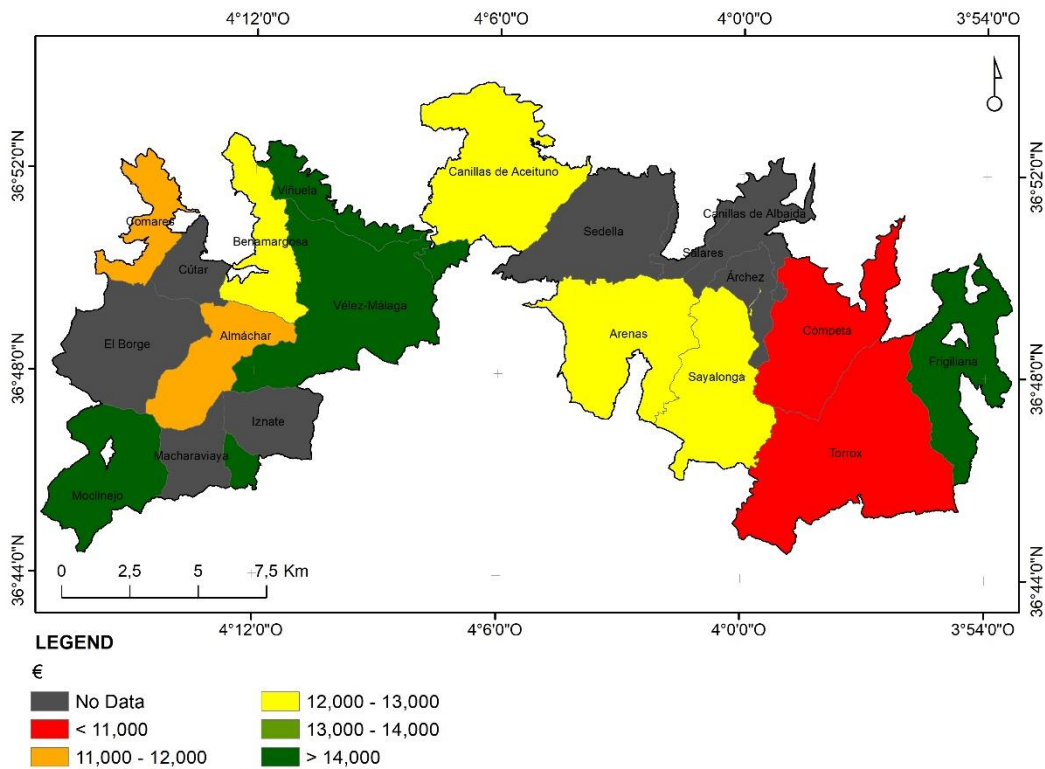 4°12'0"O
4°6'0"O
4°0'0"O
3°54'0"O
36°52'0"N
36°52'0"N
Canillas de Aceituno
Viñuela
Comares
Canillas de Albaida
Benamargosa
Sedella
Salares
Cútar
Árchez
Vélez-Málaga
El Borge
Almáchar
Arenas
Cómpeta
Frigiliana
36°48'0"N
36°48'0"N
Sayalonga
Iznate
Macharaviaya
Torrox
Moclinejo
36°44'0"N
36°44'0"N
0 2,5 5 7,5 Km
4°12'0"O
4°6'0"O
4°0'0"O
3°54'0"O
LEGEND
€
No Data
< 11,000
11,000 - 12,000
12,000 - 13,000
13,000 - 14,000
> 14,000